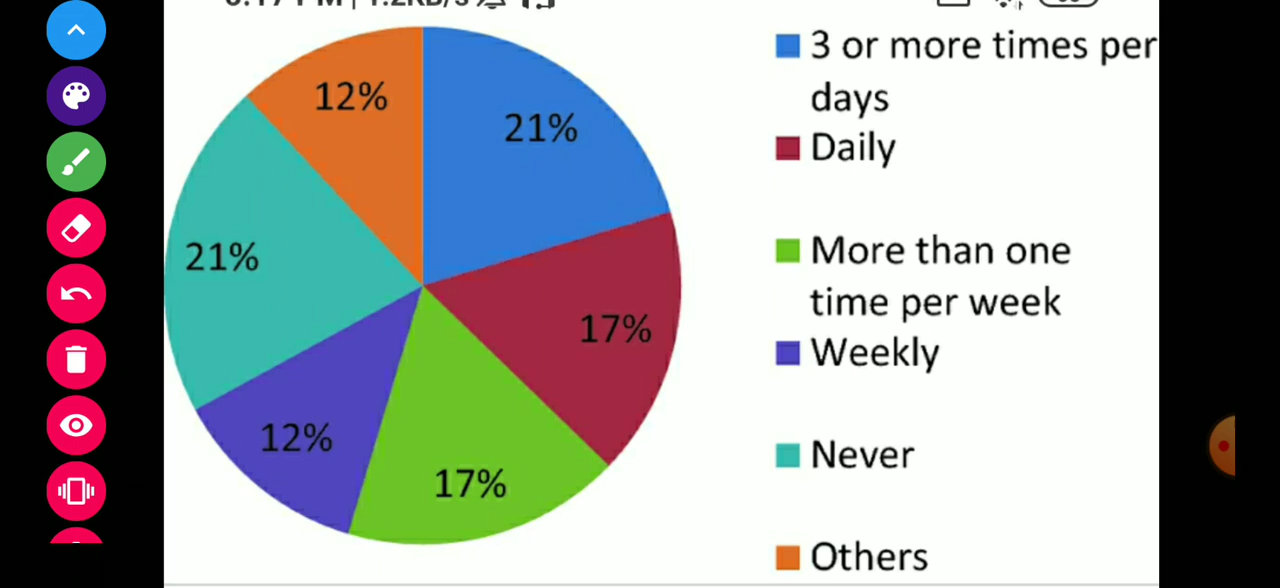 12%
21%
21%
17%
12%
17%
3 or more times per
days
Daily
More than one
time per week
Weekly
Never
Others